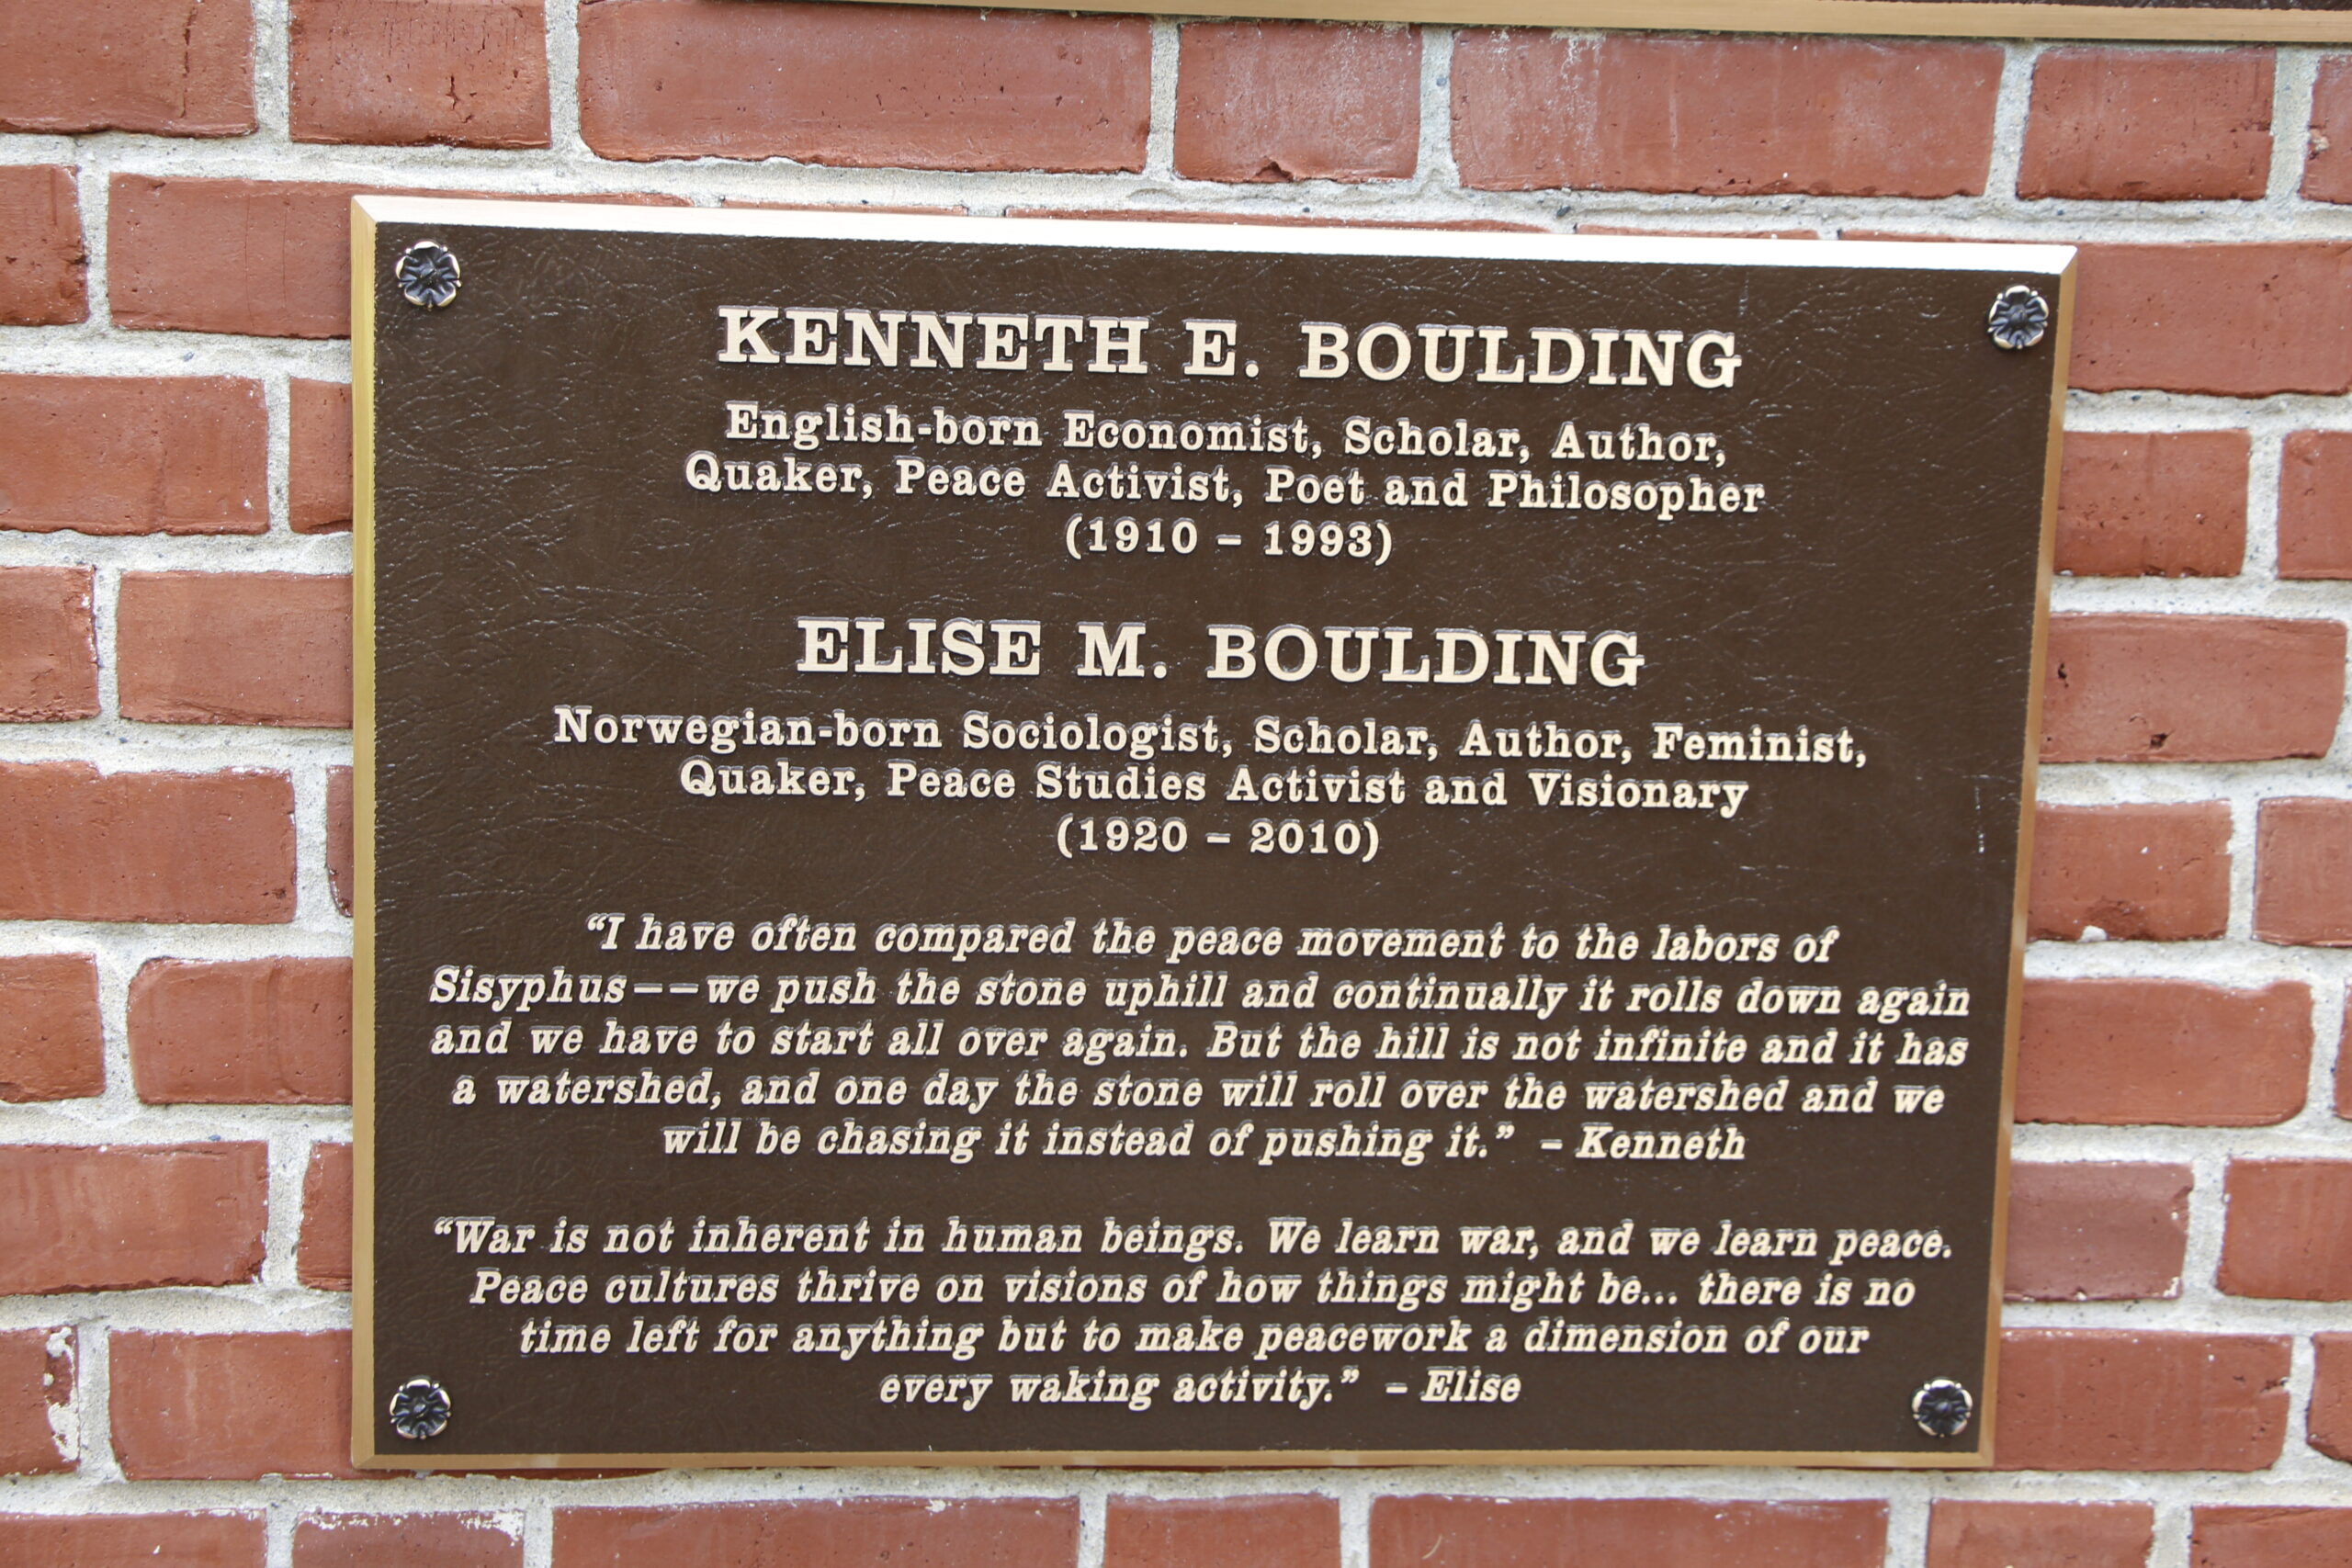 KENNETH E. BOULDING
English-born Economist, Scholar, Author,
Quaker, Peace Activist, Poet and Philosopher
(1910 – 1993)
ELISE M. BOULDING
Norwegian-born Sociologist, Scholar, Author, Feminist,
Quaker, Peace Studies Activist and Visionary
(1920 – 2010)
“I have often compared the peace movement to the labors of
Sisyphus——we push the stone uphill and continually it rolls down again
and we have to start all over again. But the hill is not infinite and it has
a watershed, and one day the stone will roll over the watershed and we
will be chasing it instead of pushing it.” – Kenneth
“War is not inherent in human beings. We learn war, and we learn peace.
Peace cultures thrive on visions of how things might be... there is no
time left for anything but to make peacework a dimension of our
every waking activity.” – Elise